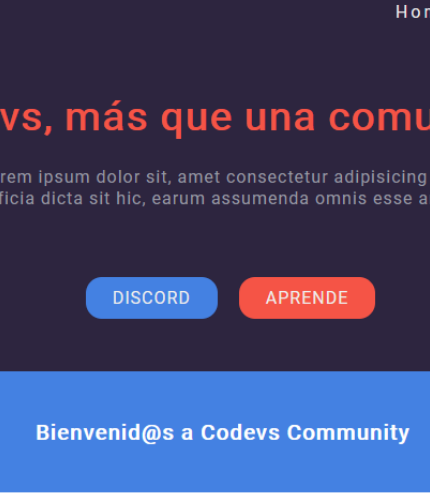 Hor
vs, más que una comu
rem ipsum dolor sit, amet consectetur adipisicing
ficia dicta sit hic, earum assumenda omnis esse a
DISCORD APRENDE
Bienvenid@s a Codevs Community